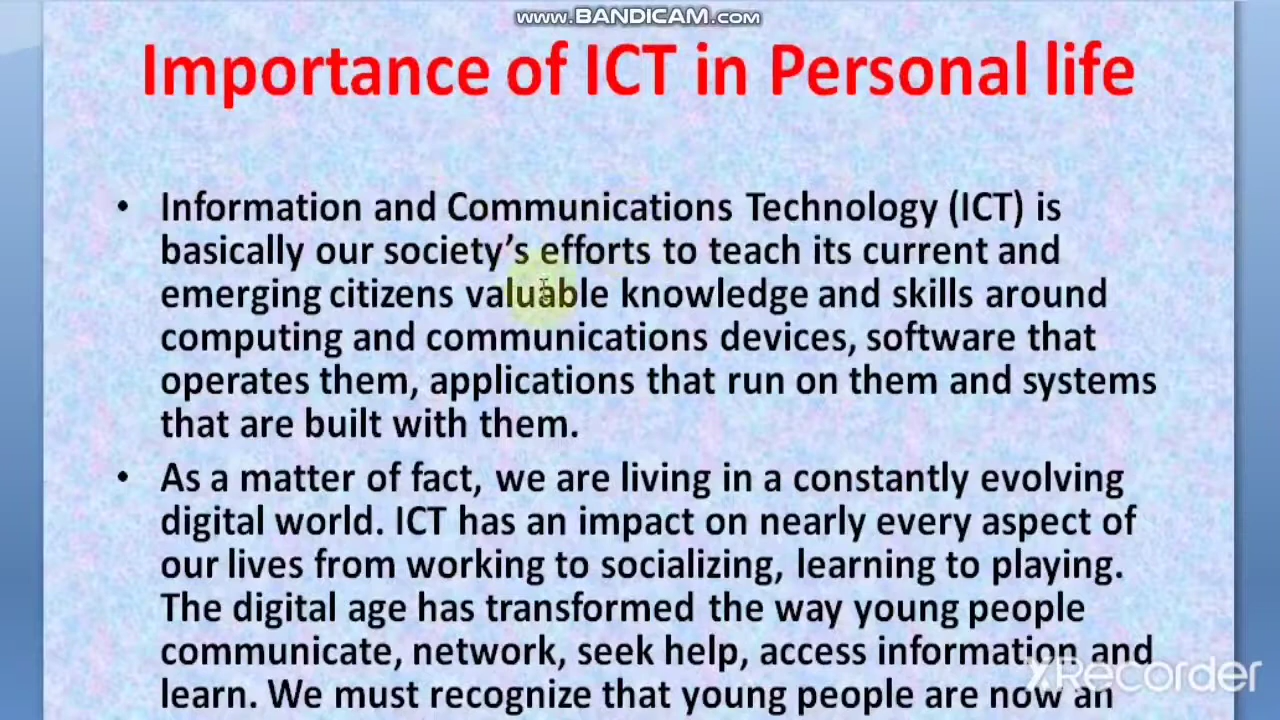 www.BANDICAM.com
Importance of ICT in Personal life
• Information and Communications Technology (ICT) is
basically our society's efforts to teach its current and
emerging citizens valuable knowledge and skills around
computing and communications devices, software that
operates them, applications that run on them and systems
that are built with them.
• As a matter of fact, we are living in a constantly evolving
digital world. ICT has an impact on nearly every aspect of
our lives from working to socializing, learning to playing.
The digital age has transformed the way young people
communicate, network, seek help, access information and
learn. We must recognize that young people are now an
XRecorder